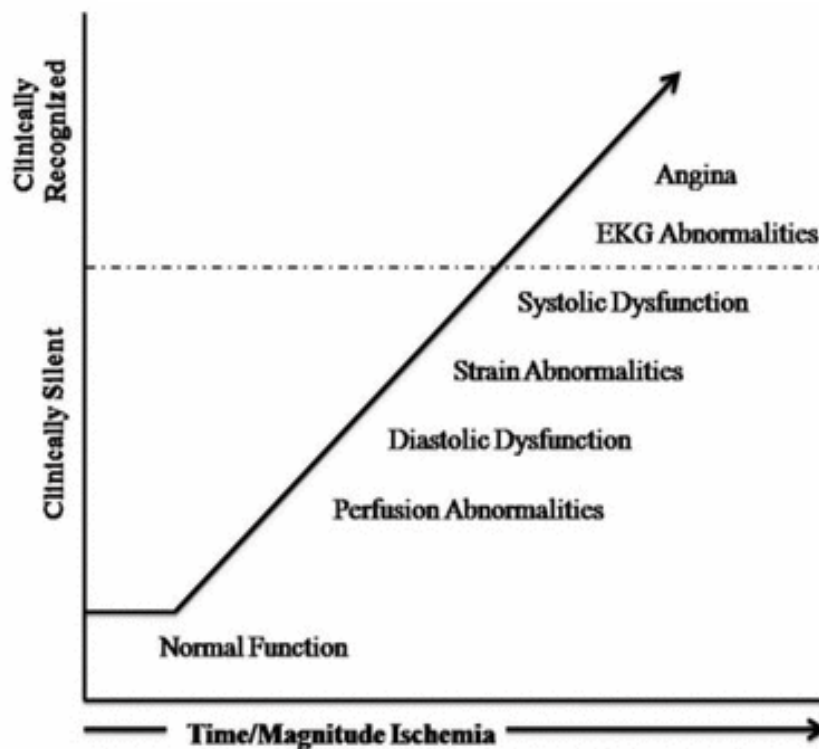 Clinically
Recognized
Angina
EKG Abnormalities
Systolic Dysfunction
Clinically Silent
Strain Abnormalities
Diastolic Dysfunction
Perfusion Abnormalities
Normal Function
Time/Magnitude Ischemia